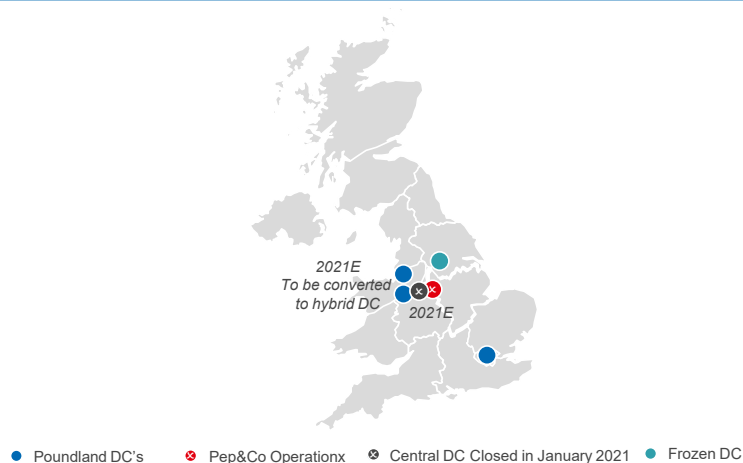 2021E
To be converted
to hybrid DC
2021E
Poundland DC's
Pep&Co Operationx
Central DC Closed in January 2021
Frozen DC